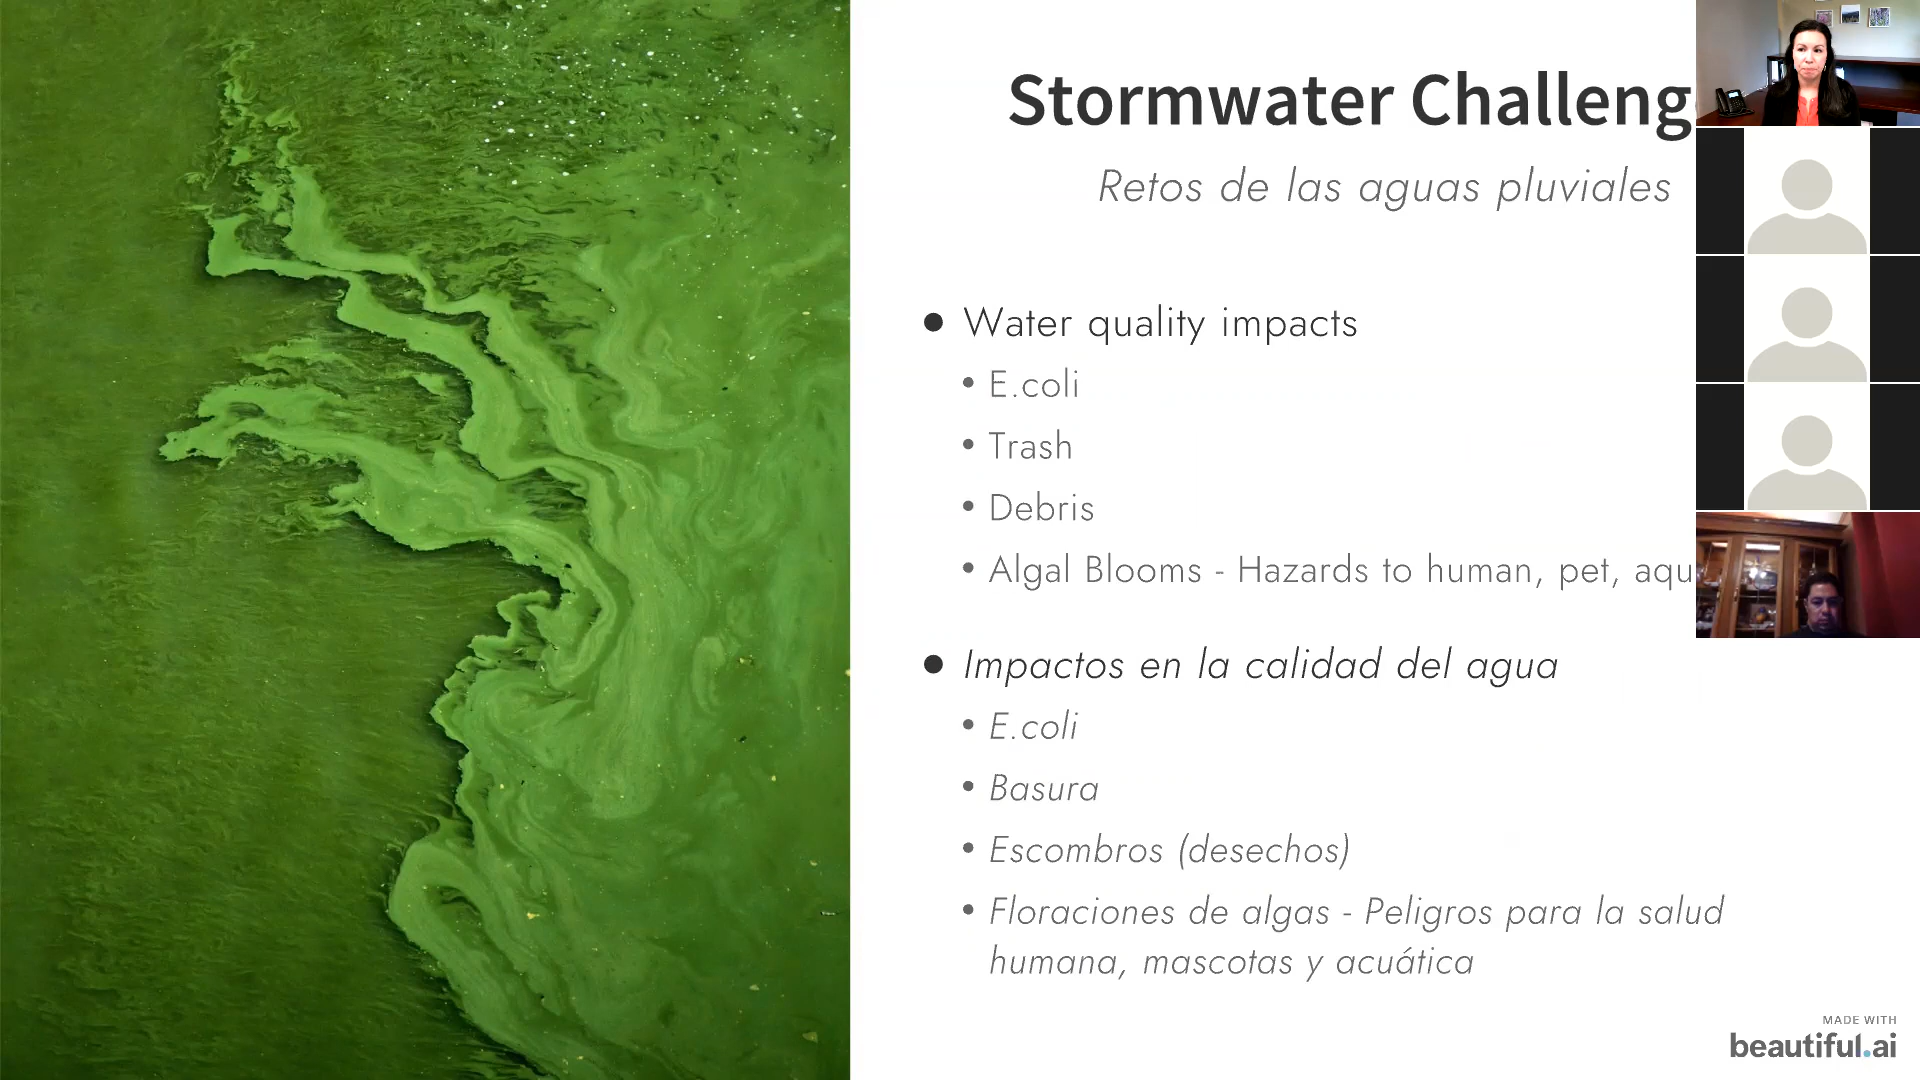 Stormwater Challeng
Retos de las aguas pluviales
Water quality impacts
E.coli
Trash
Debris
Algal Blooms - Hazards to human, pet, aqu
Impactos en la calidad del agua
E.coli
Basura
Escombros (desechos)
Floraciones de algas - Peligros para la salud
humana, mascotas y acuática
MADE WITH
beautiful.ai